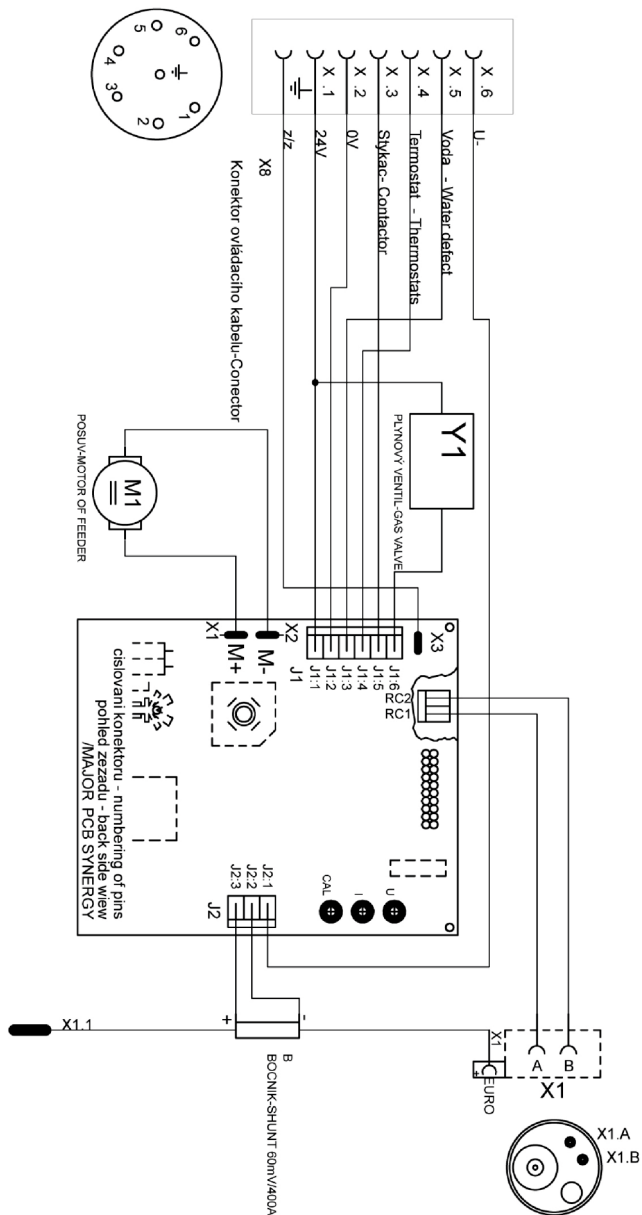 5
6
4
3
2
1
X .1
X .2
X .3
X .4
X .5
X .6
z/z
24V
0V
Stykac- Contactor
Termostat - Thermostats
Voda - Water defect
U-
X8
Konektor ovládacího kabelu-Conector
Y1
PLYNOVÝ VENTIL-GAS VALVE
M1
POSUV-MOTOR OF FEEDER
X1
X2
M+
M-
J1
J1:1
J1:2
J1:3
J1:4
J1:5
J1:6
X3
RC2
RC1
cislovani konektoru - numbering of pins
pohled zezadu - back side wiew
/MAJOR PCB SYNERGY
J2:3
J2:2
J2:1
J2
CAL
I
U
X1.1
+
-
B
BOCNIK-SHUNT 60mV/400A
X1
+
EURO
A
B
X1
X1.A
X1.B